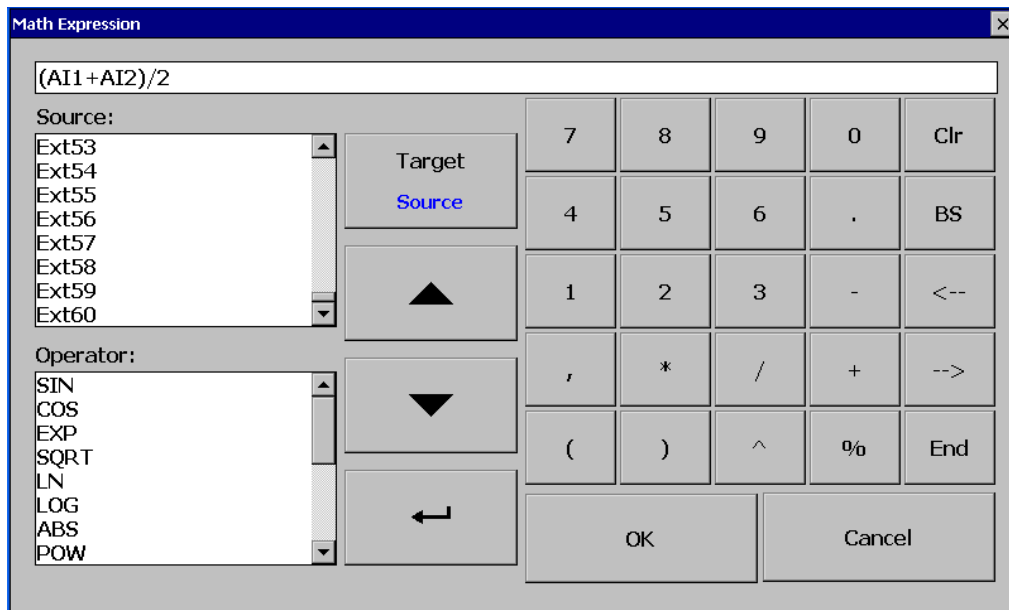 Math Expression
(AI1+AI2)/2
Source:
Ext53
Ext54
Ext55
Ext56
Ext57
Ext58
Ext59
Ext60
Target
Source
Operator:
SIN
COS
EXP
SQRT
LN
LOG
ABS
POW
7 8 9 0 Clr
4 5 6 . BS
1 2 3 - <--
, * / + -->
( ) ^ % End
OK Cancel